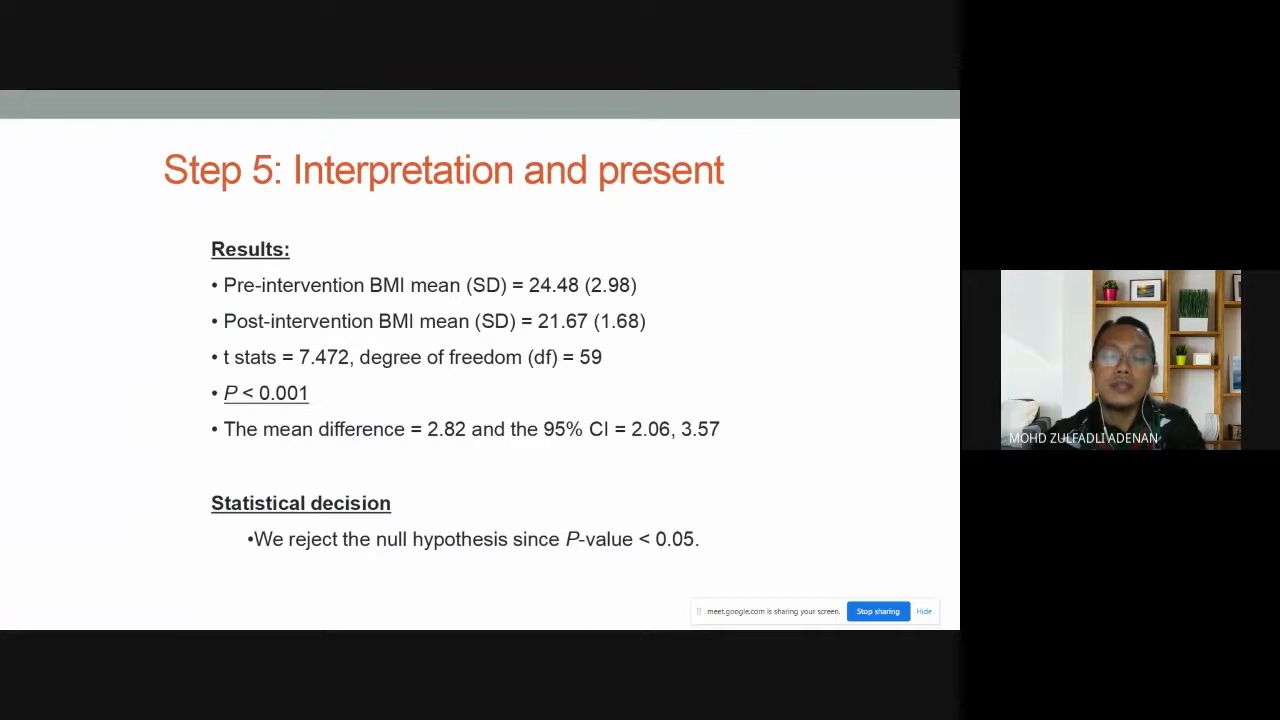 Step 5: Interpretation and present
Results:
• Pre-intervention BMI mean (SD) = 24.48 (2.98)
• Post-intervention BMI mean (SD) = 21.67 (1.68)
• t stats = 7.472, degree of freedom (df) = 59
• P < 0.001
• The mean difference = 2.82 and the 95% CI = 2.06, 3.57
Statistical decision
•We reject the null hypothesis since P-value < 0.05.
meet.google.com is sharing your screen. Stop sharing Hide
MOHD ZULFADLI ADENAN